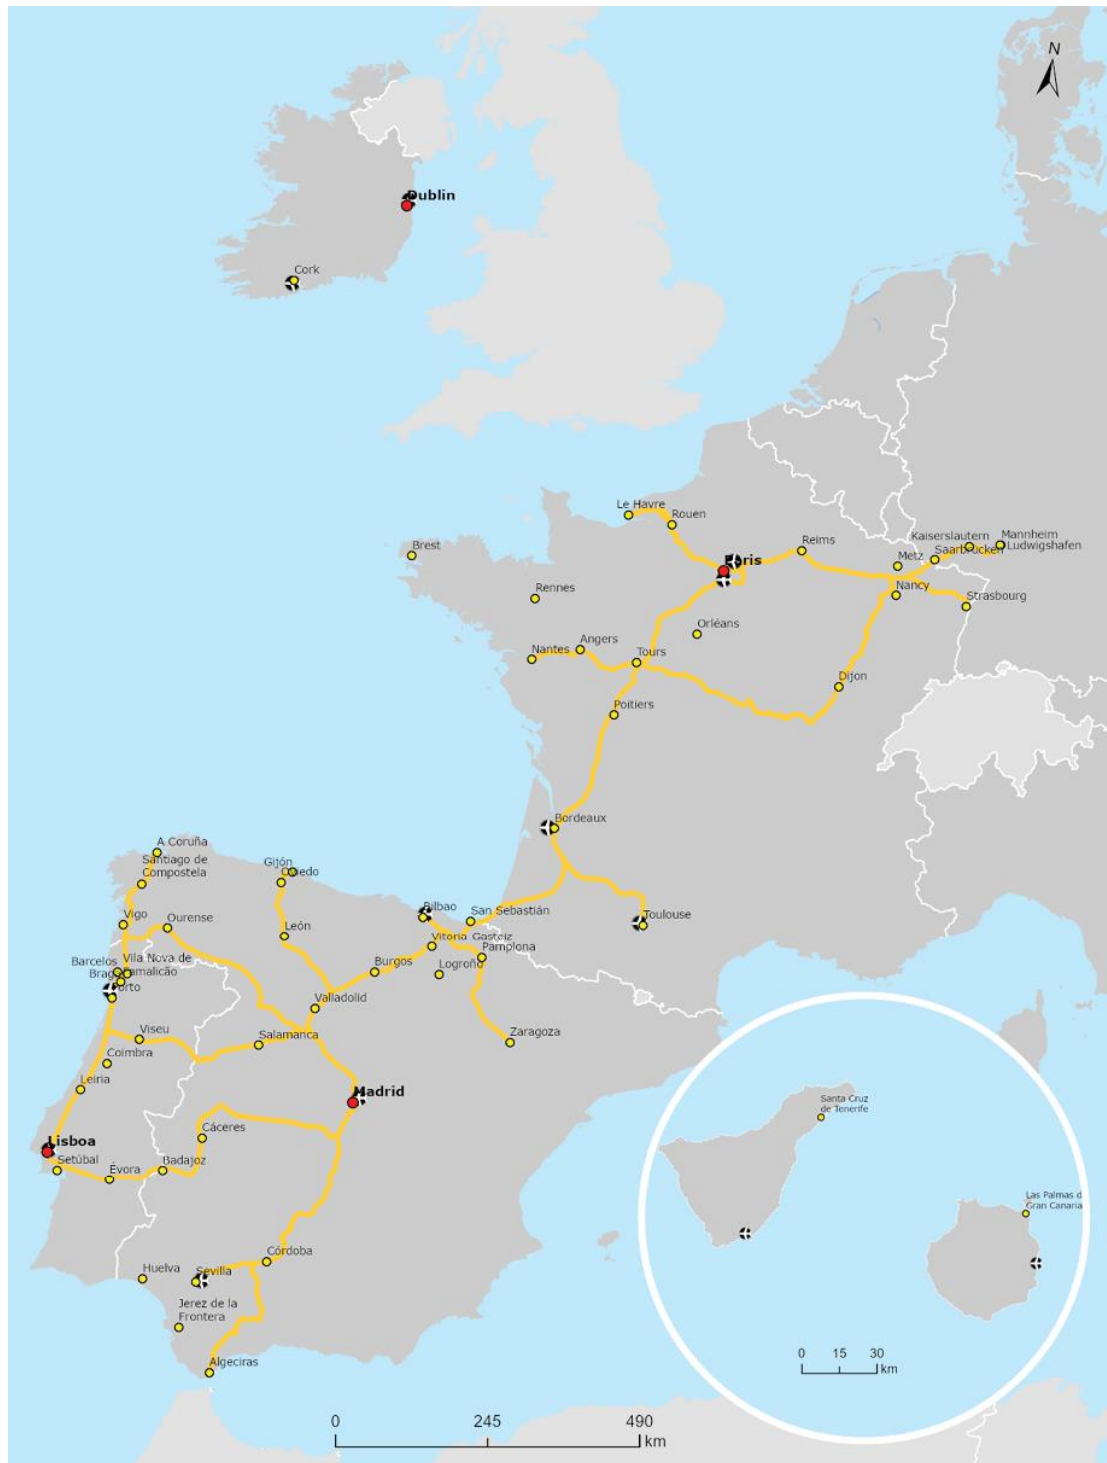 N
Dublin
Cork
Le Havre
Rouen
Reims
Kaiserslautern
Mannheim
Ludwigshafen
Saarbrücken
Metz
Paris
Brest
Rennes
Nancy
Strasbourg
Orléans
Angers
Nantes
Tours
Dijon
Poitiers
Bordeaux
A Coruña
Santiago de
Compostela
Gijón
Oviedo
Bilbao
San Sebastián
Toulouse
Vigo
Ourense
León
Vitoria Gasteiz
Pamplona
Logroño
Burgos
Barcelos
Vila Nova de
Famalicão
Braga
Porto
Valladolid
Viseu
Salamanca
Zaragoza
Coimbra
Leiria
Madrid
Santa Cruz
de Tenerife
Lisboa
Cáceres
Setúbal
Évora
Badajoz
Las Palmas d
Gran Canaria
Córdoba
Huelva
Sevilla
Jerez de la
Frontera
Algeciras
0 15 30
km
0 245 490
km